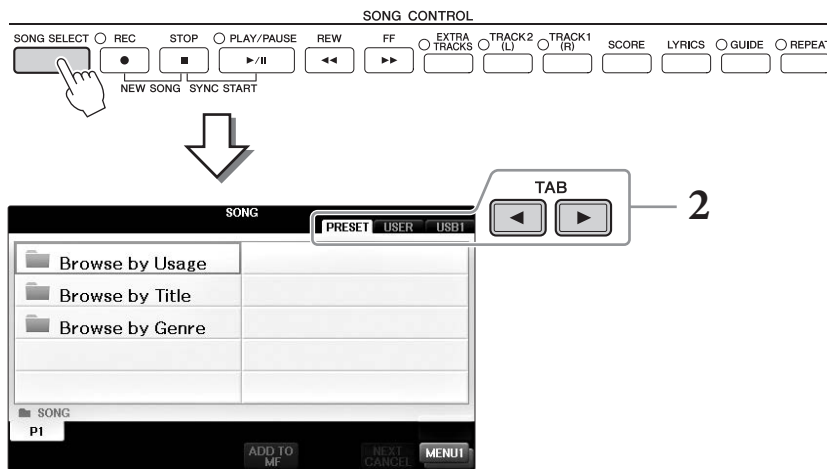 SONG CONTROL
SONG SELECT REC STOP PLAY/PAUSE REW FF EXTRA TRACKS TRACK2 (L) TRACK1 (R) SCORE LYRICS GUIDE REPEAT
NEW SONG SYNC START
TAB
2
SONG
PRESET USER USB1
Browse by Usage
Browse by Title
Browse by Genre
SONG
P1
ADD TO MF NEXT CANCEL MENU1